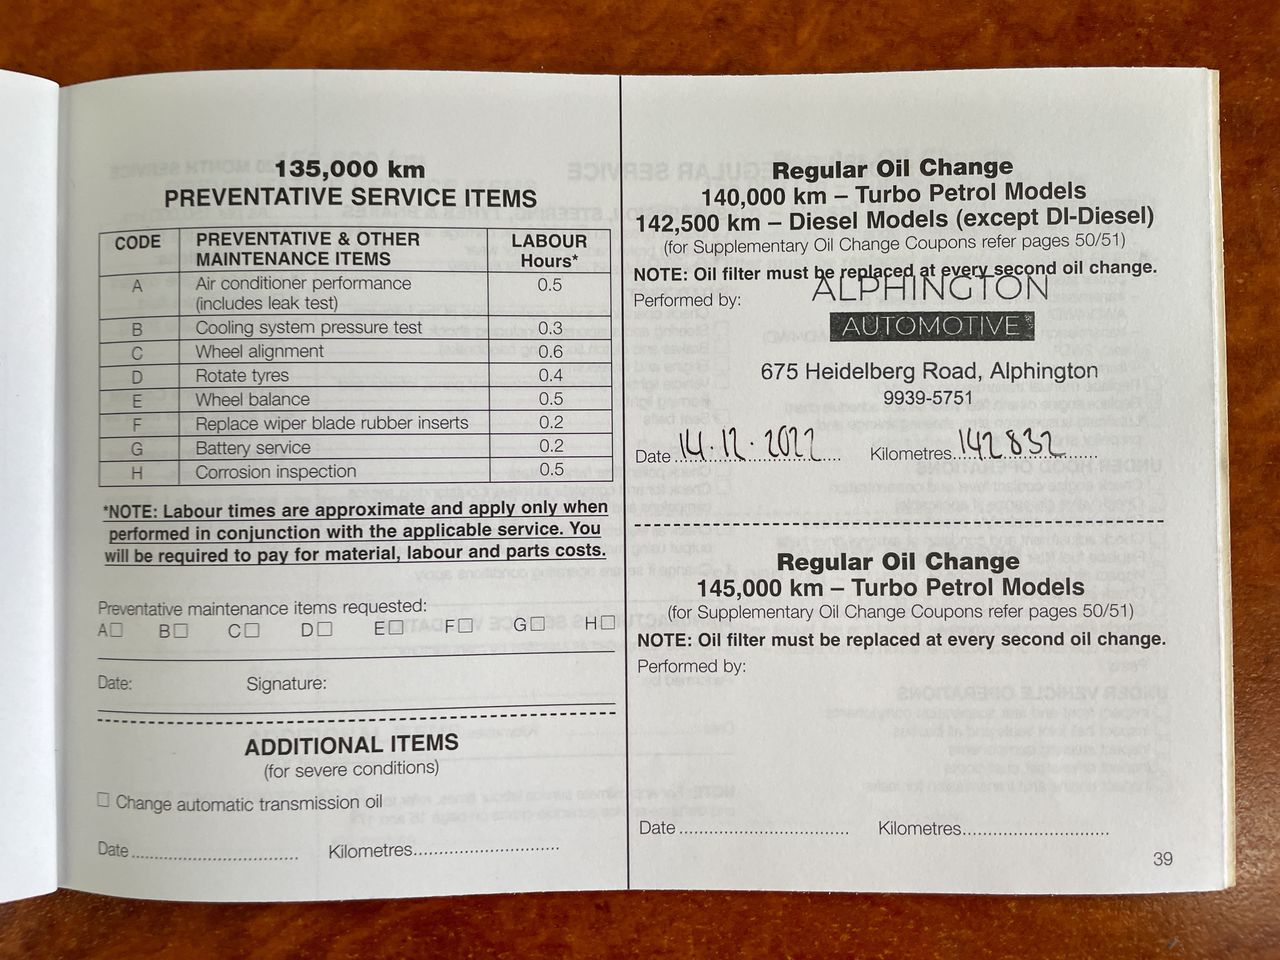 135,000 km
PREVENTATIVE SERVICE ITEMS
CODE PREVENTATIVE & OTHER MAINTENANCE ITEMS LABOUR Hours*
A Air conditioner performance (includes leak test) 0.5
B Cooling system pressure test 0.3
C Wheel alignment 0.6
D Rotate tyres 0.4
E Wheel balance 0.5
F Replace wiper blade rubber inserts 0.2
G Battery service 0.2
H Corrosion inspection 0.5
*NOTE: Labour times are approximate and apply only when
performed in conjunction with the applicable service. You
will be required to pay for material, labour and parts costs.
Preventative maintenance items requested:
A☐ B☐ C☐ D☐ E☐ F☐ G☐ H☐
Date: Signature:
ADDITIONAL ITEMS
(for severe conditions)
☐ Change automatic transmission oil
Date Kilometres
Regular Oil Change
140,000 km – Turbo Petrol Models
142,500 km – Diesel Models (except DI-Diesel)
(for Supplementary Oil Change Coupons refer pages 50/51)
NOTE: Oil filter must be replaced at every second oil change.
Performed by: ALPHINGTON
AUTOMOTIVE
675 Heidelberg Road, Alphington
9939-5751
Date 14.12.2022 Kilometres 142 832
Regular Oil Change
145,000 km – Turbo Petrol Models
(for Supplementary Oil Change Coupons refer pages 50/51)
NOTE: Oil filter must be replaced at every second oil change.
Performed by:
Date Kilometres
39